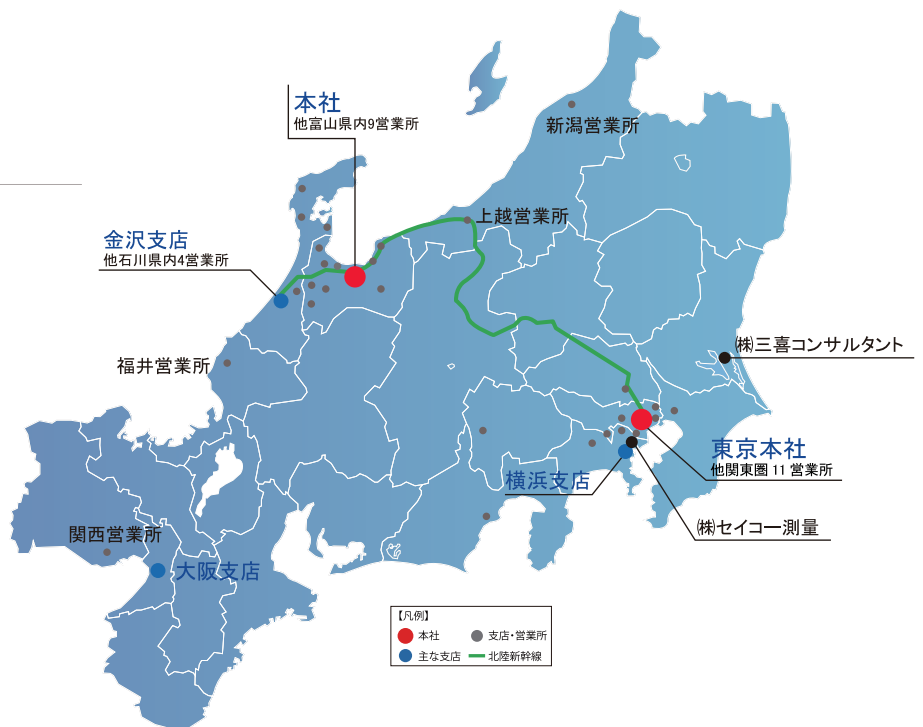 本社
他富山県内9営業所
新潟営業所
上越営業所
金沢支店
他石川県内4営業所
㈱三喜コンサルタント
福井営業所
東京本社
他関東圏11営業所
横浜支店
㈱セイコー測量
関西営業所
大阪支店
【凡例】
本社
支店・営業所
主な支店
北陸新幹線